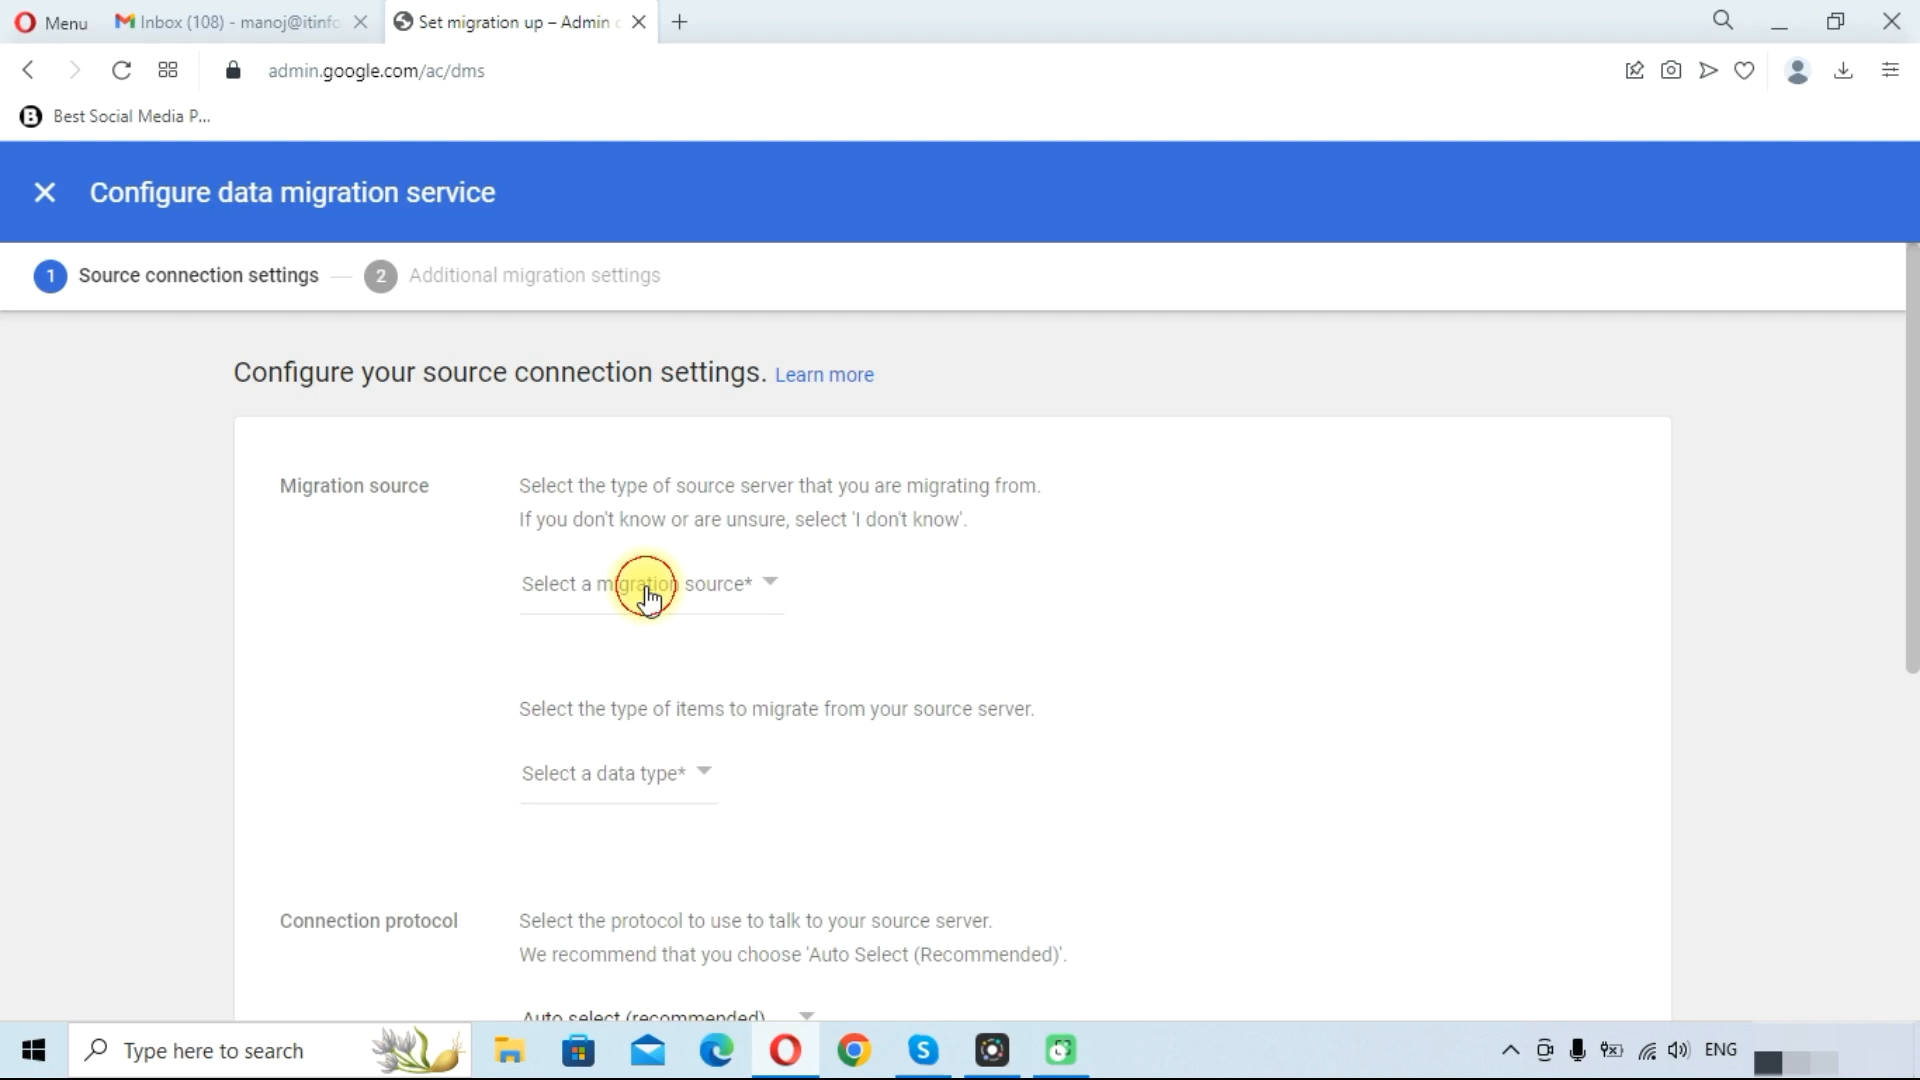 Menu
Inbox (108) - manoj@itinfo
Set migration up – Admin
admin.google.com/ac/dms
B Best Social Media P...
Configure data migration service
1 Source connection settings
2 Additional migration settings
Configure your source connection settings. Learn more
Migration source
Select the type of source server that you are migrating from.
If you don't know or are unsure, select 'I don't know'.
Select a migration source*
Select the type of items to migrate from your source server.
Select a data type*
Connection protocol
Select the protocol to use to talk to your source server.
We recommend that you choose 'Auto Select (Recommended)'.
Auto select (recommended)
Type here to search
ENG